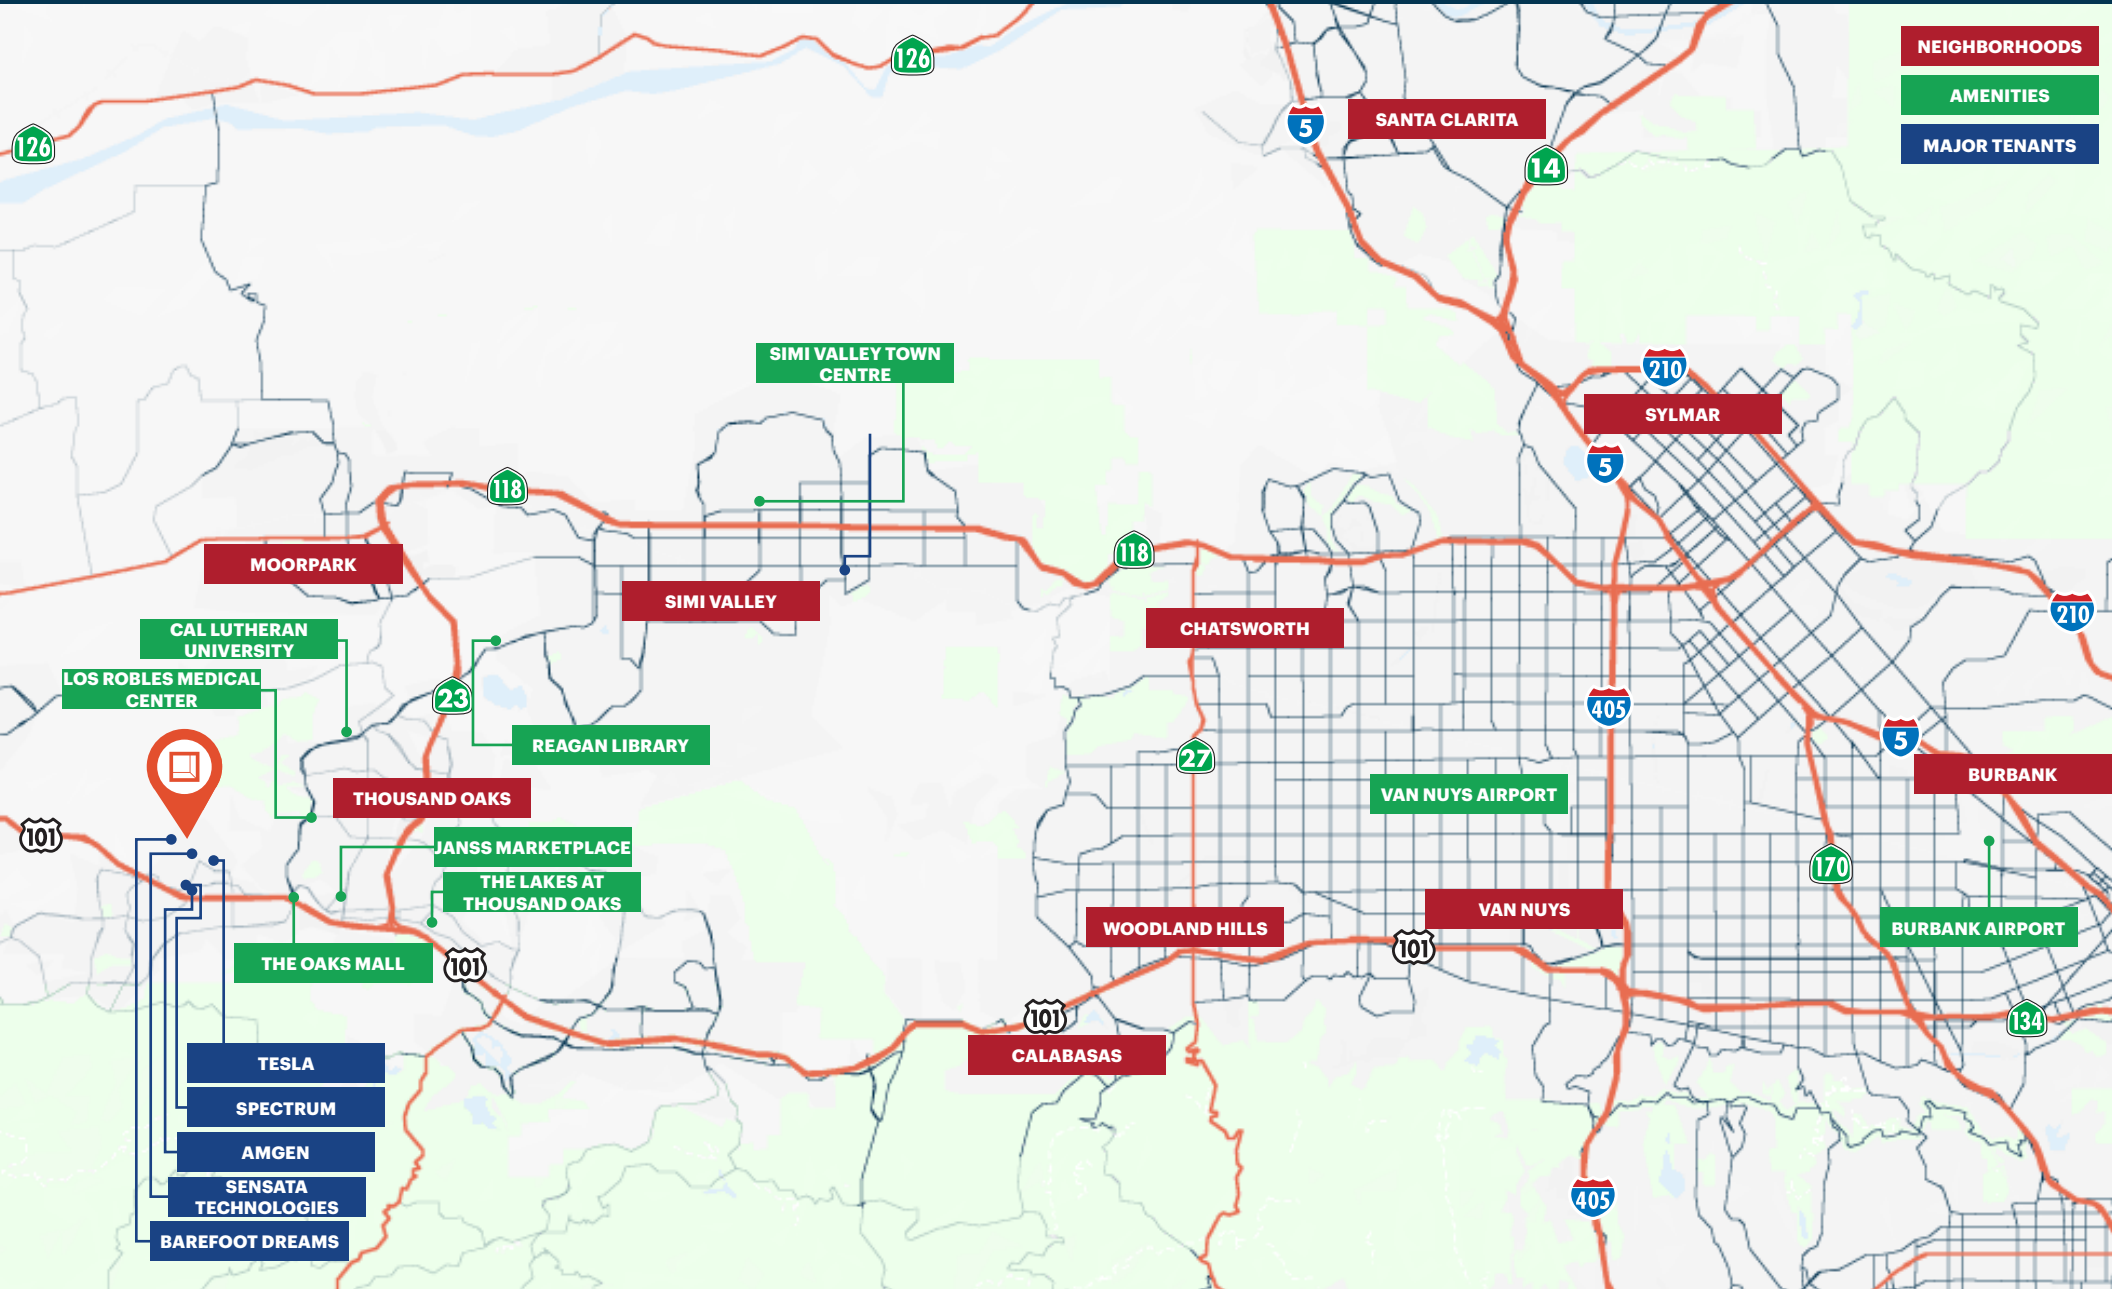 126
NEIGHBORHOODS
126
AMENITIES
5
SANTA CLARITA
MAJOR TENANTS
14
SIMI VALLEY TOWN
CENTRE
210
SYLMAR
5
118
118
MOORPARK
SIMI VALLEY
210
CHATSWORTH
CAL LUTHERAN
UNIVERSITY
LOS ROBLES MEDICAL
CENTER
23
405
REAGAN LIBRARY
5
27
BURBANK
THOUSAND OAKS
VAN NUYS AIRPORT
101
JANSS MARKETPLACE
170
THE LAKES AT
THOUSAND OAKS
VAN NUYS
WOODLAND HILLS
BURBANK AIRPORT
101
THE OAKS MALL
101
101
134
CALABASAS
TESLA
SPECTRUM
AMGEN
SENSATA
TECHNOLOGIES
405
BAREFOOT DREAMS